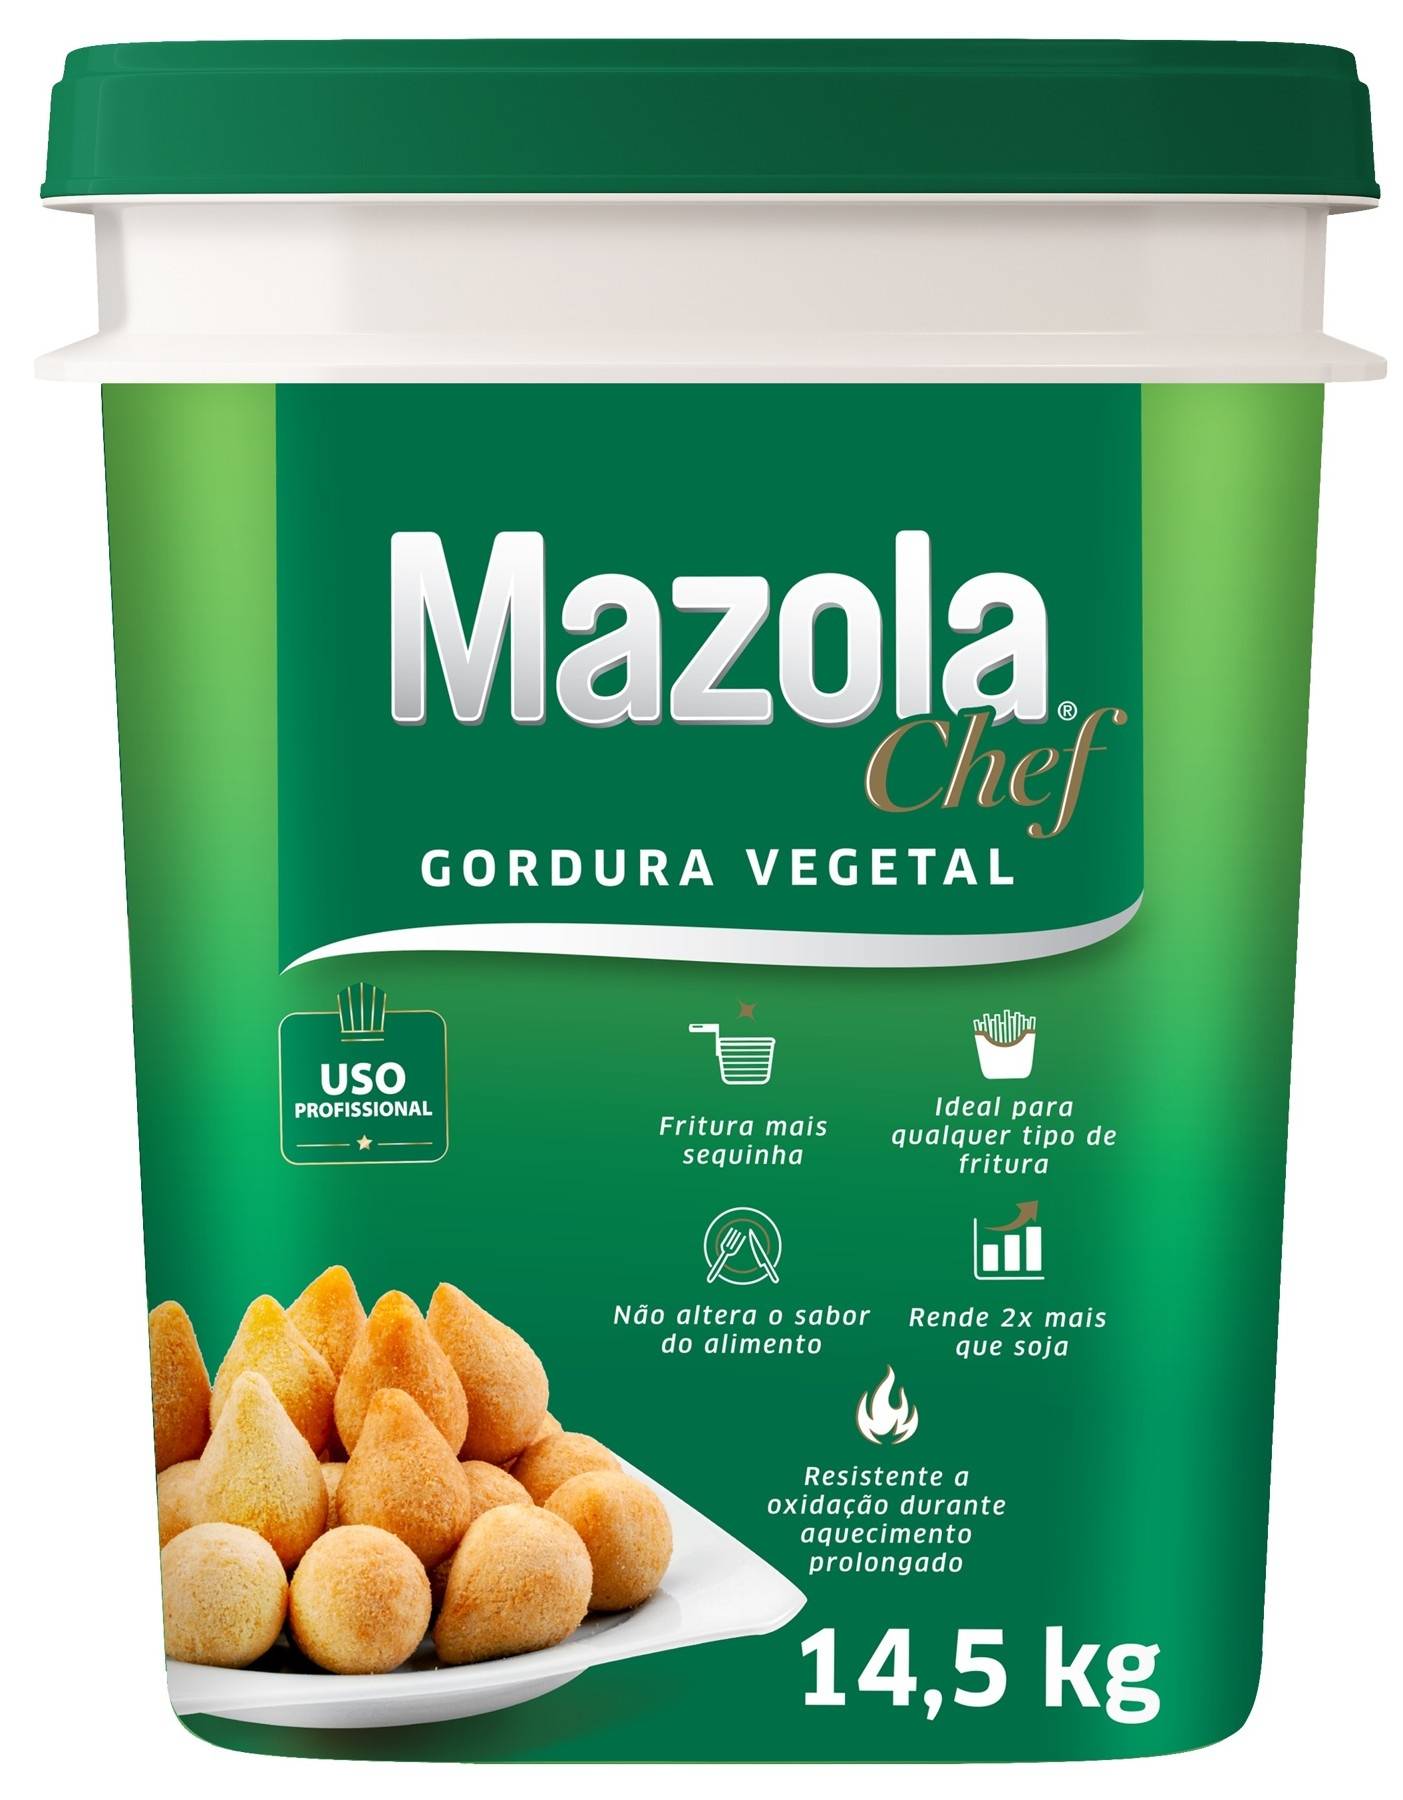 Mazola®
Chef
GORDURA VEGETAL
USO
PROFISSIONAL
Fritura mais
sequinha
Ideal para
qualquer tipo de
fritura
Não altera o sabor
do alimento
Rende 2x mais
que soja
Resistente a
oxidação durante
aquecimento
prolongado
14,5 kg